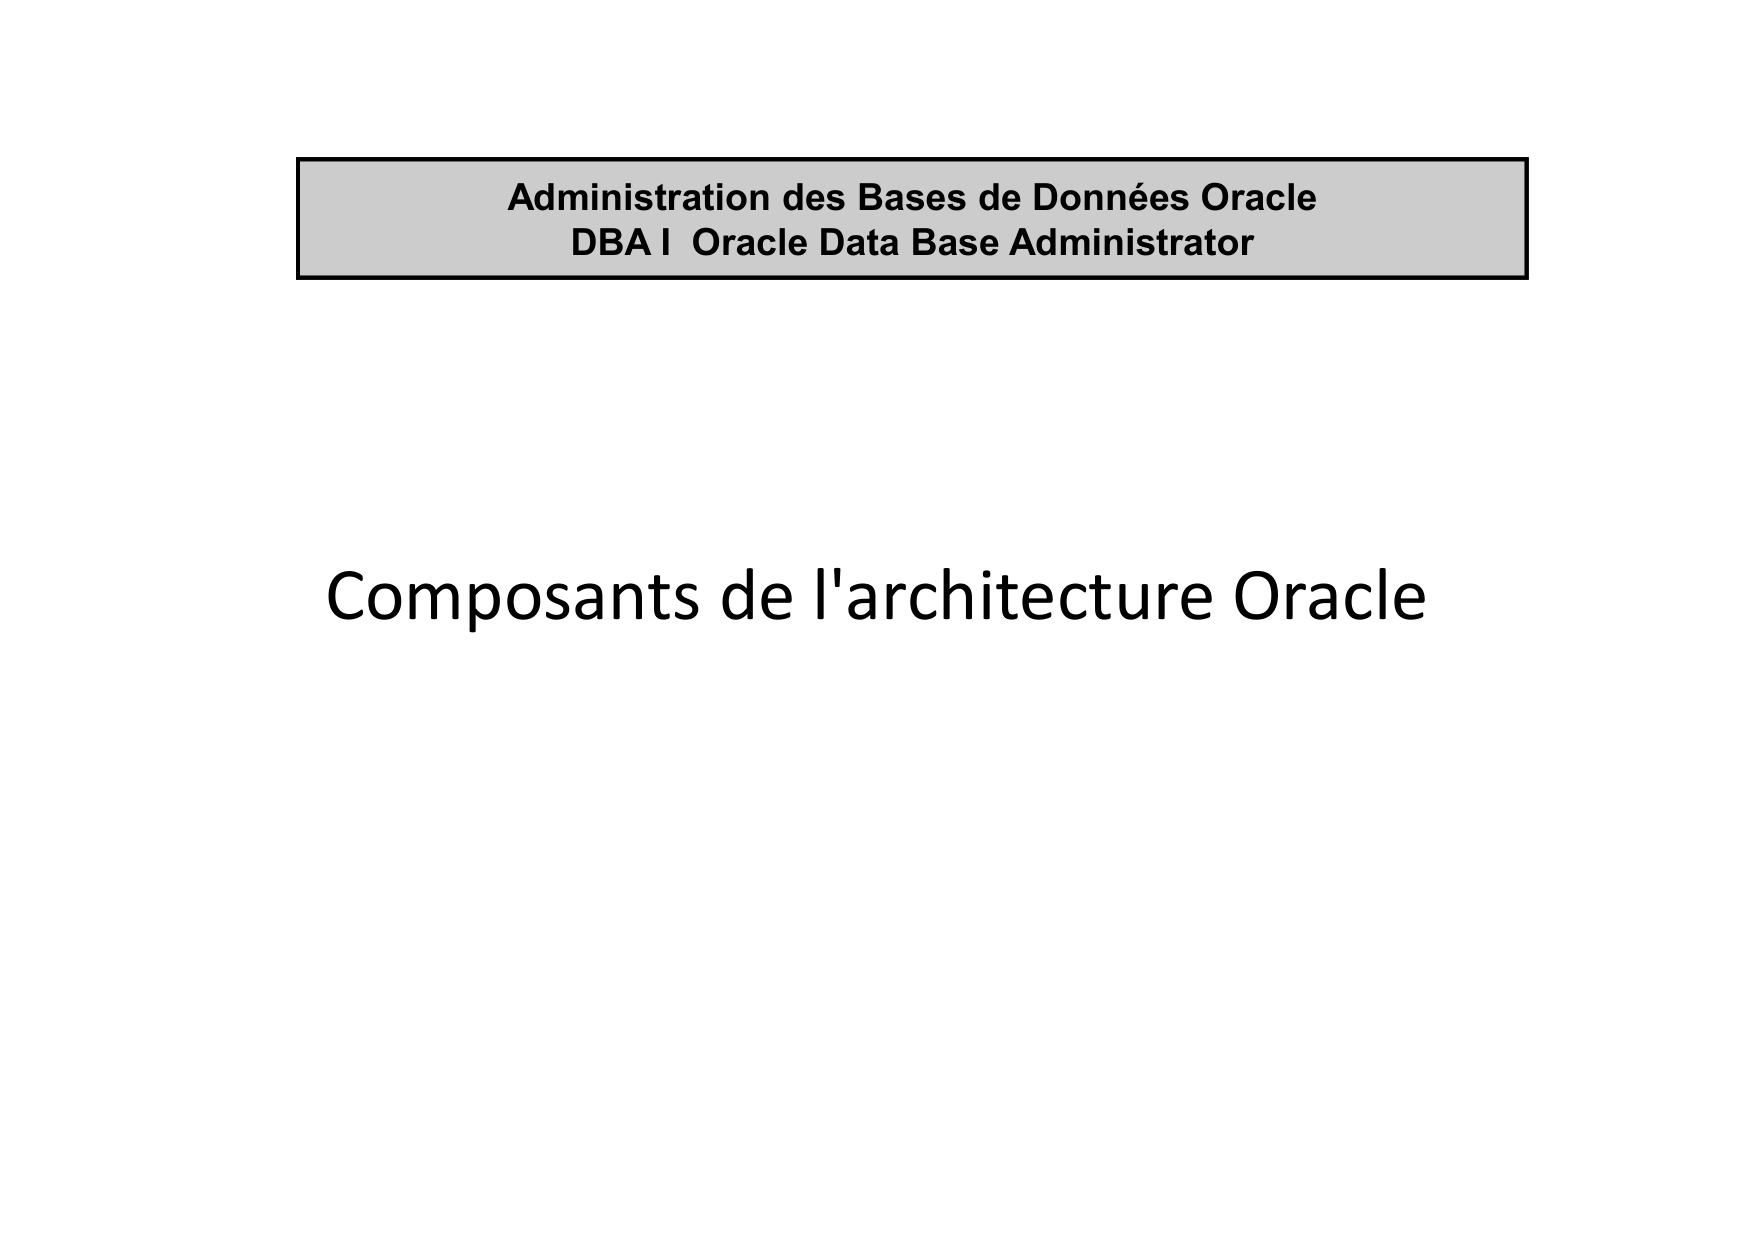 Administration des Bases de Données Oracle
DBA I Oracle Data Base Administrator
Composants de l'architecture Oracle